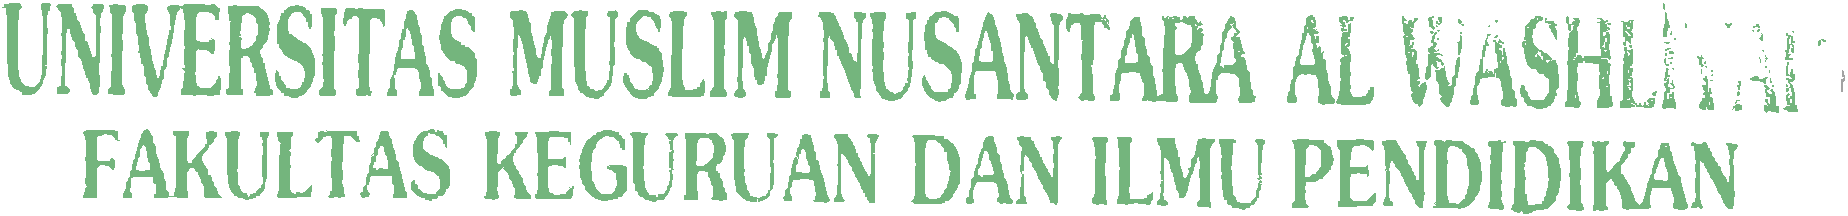 UNIVERSITAS MUSLIM NUSANTARA AL WASHLIYAH
FAKULTAS KEGURUAN DAN ILMU PENDIDIKAN